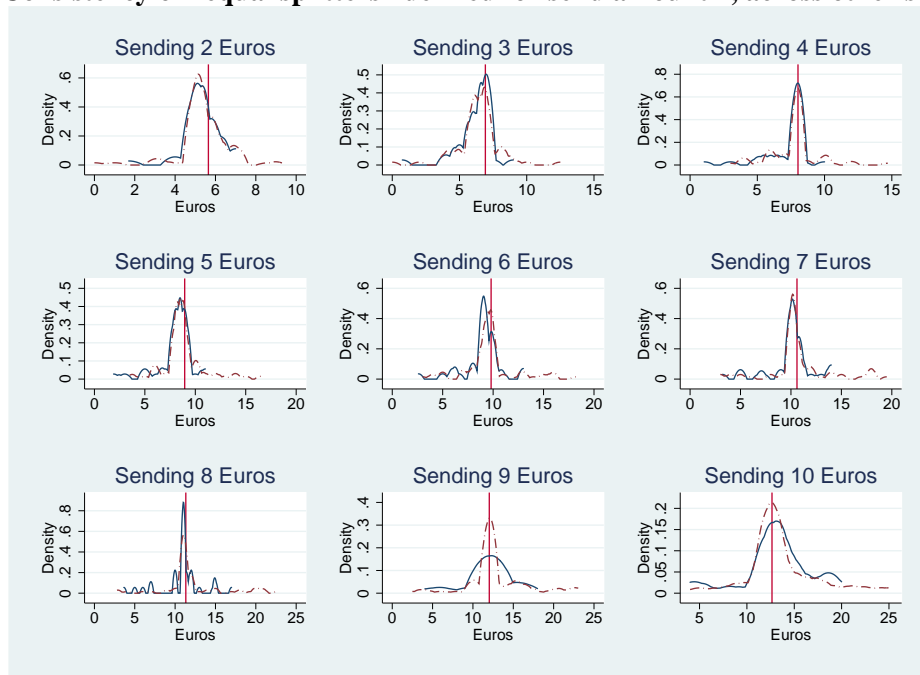 Sending 2 Euros
Density
0 .2 .4 .6
0 2 4 6 8 10
Euros
Sending 3 Euros
Density
0 .1 .2 .3 .4 .5
0 5 10 15
Euros
Sending 4 Euros
Density
0 .2 .4 .6 .8
0 5 10 15
Euros
Sending 5 Euros
Density
0 .1 .2 .3 .4 .5
0 5 10 15 20
Euros
Sending 6 Euros
Density
0 .2 .4 .6
0 5 10 15 20
Euros
Sending 7 Euros
Density
0 .2 .4 .6
0 5 10 15 20
Euros
Sending 8 Euros
Density
0 .2 .4 .6 .8
0 5 10 15 20 25
Euros
Sending 9 Euros
Density
0 .1 .2 .3 .4
0 5 10 15 20 25
Euros
Sending 10 Euros
Density
0 .05 .1 .15 .2
5 10 15 20 25
Euros